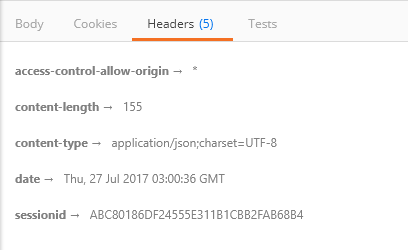 Body Cookies Headers (5) Tests
access-control-allow-origin → *
content-length → 155
content-type → application/json;charset=UTF-8
date → Thu, 27 Jul 2017 03:00:36 GMT
sessionid → ABC80186DF24555E311B1CBB2FAB68B4